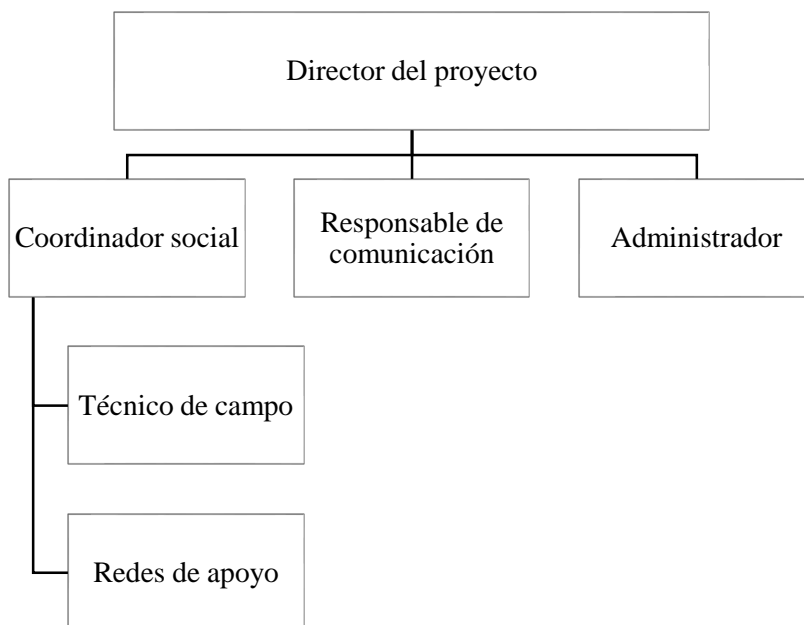 Director del proyecto
Coordinador social
Responsable de
comunicación
Administrador
Técnico de campo
Redes de apoyo